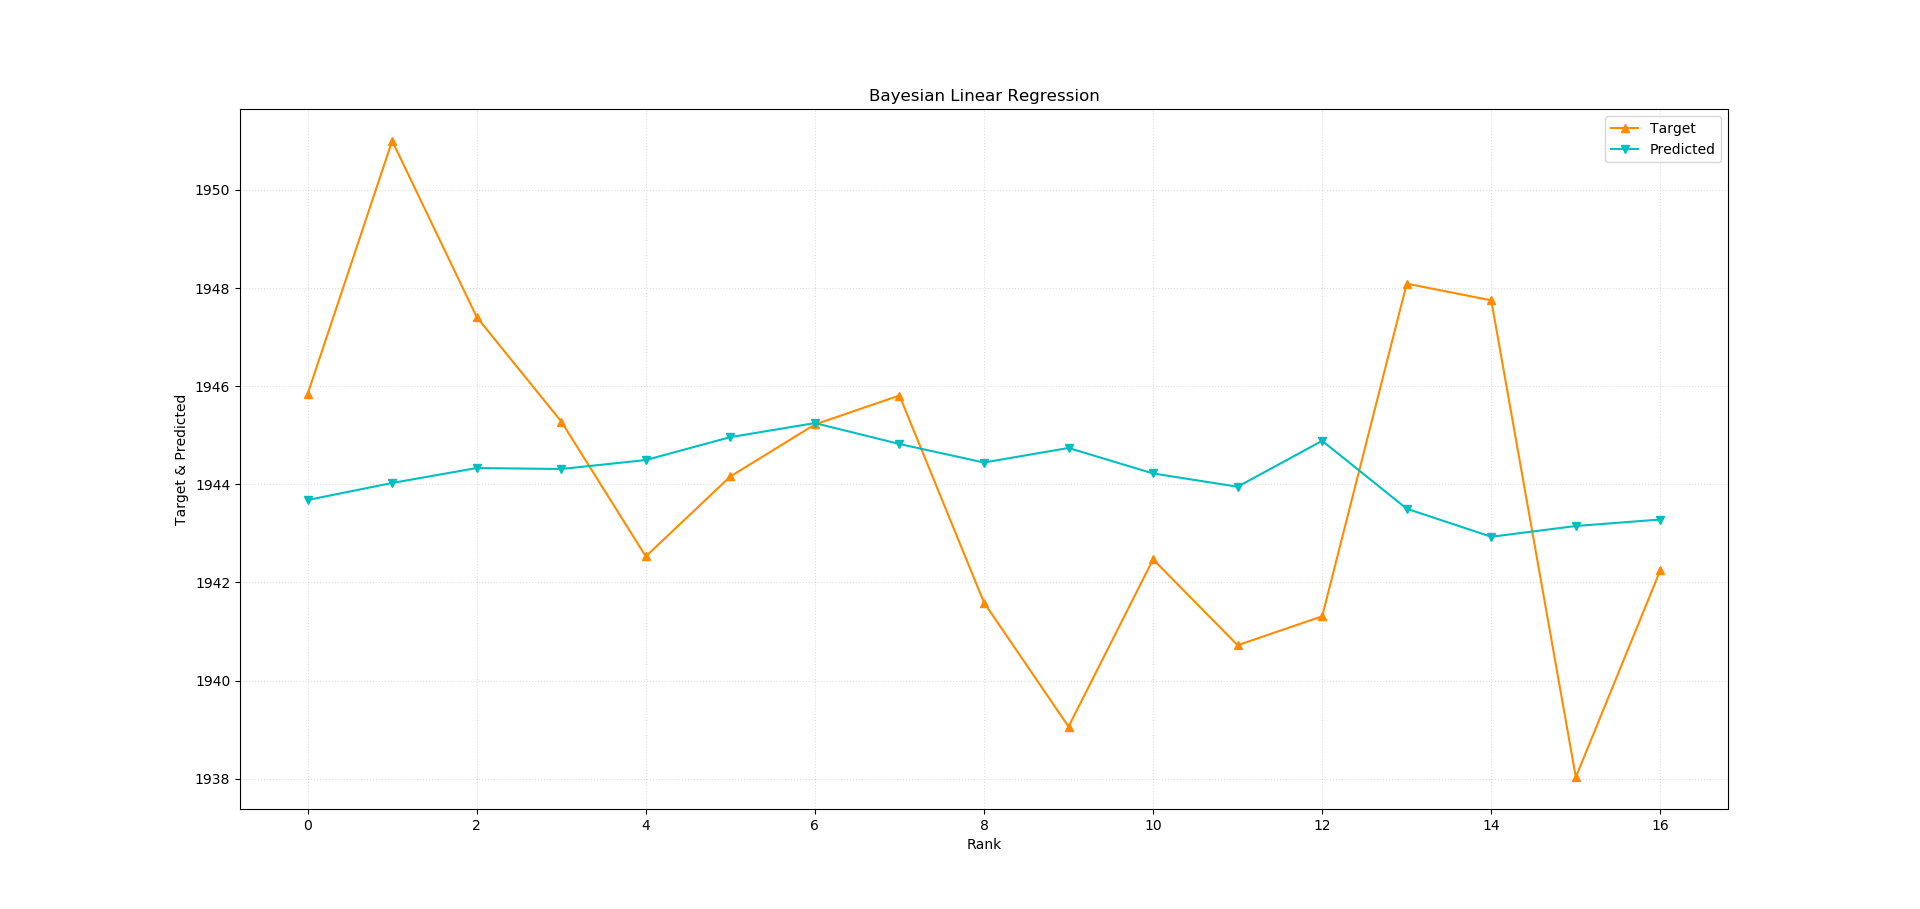 Bayesian Linear Regression
Target
Predicted
1950
1948
1946
1944
1942
1940
1938
Target & Predicted
0 2 4 6 8 10 12 14 16
Rank